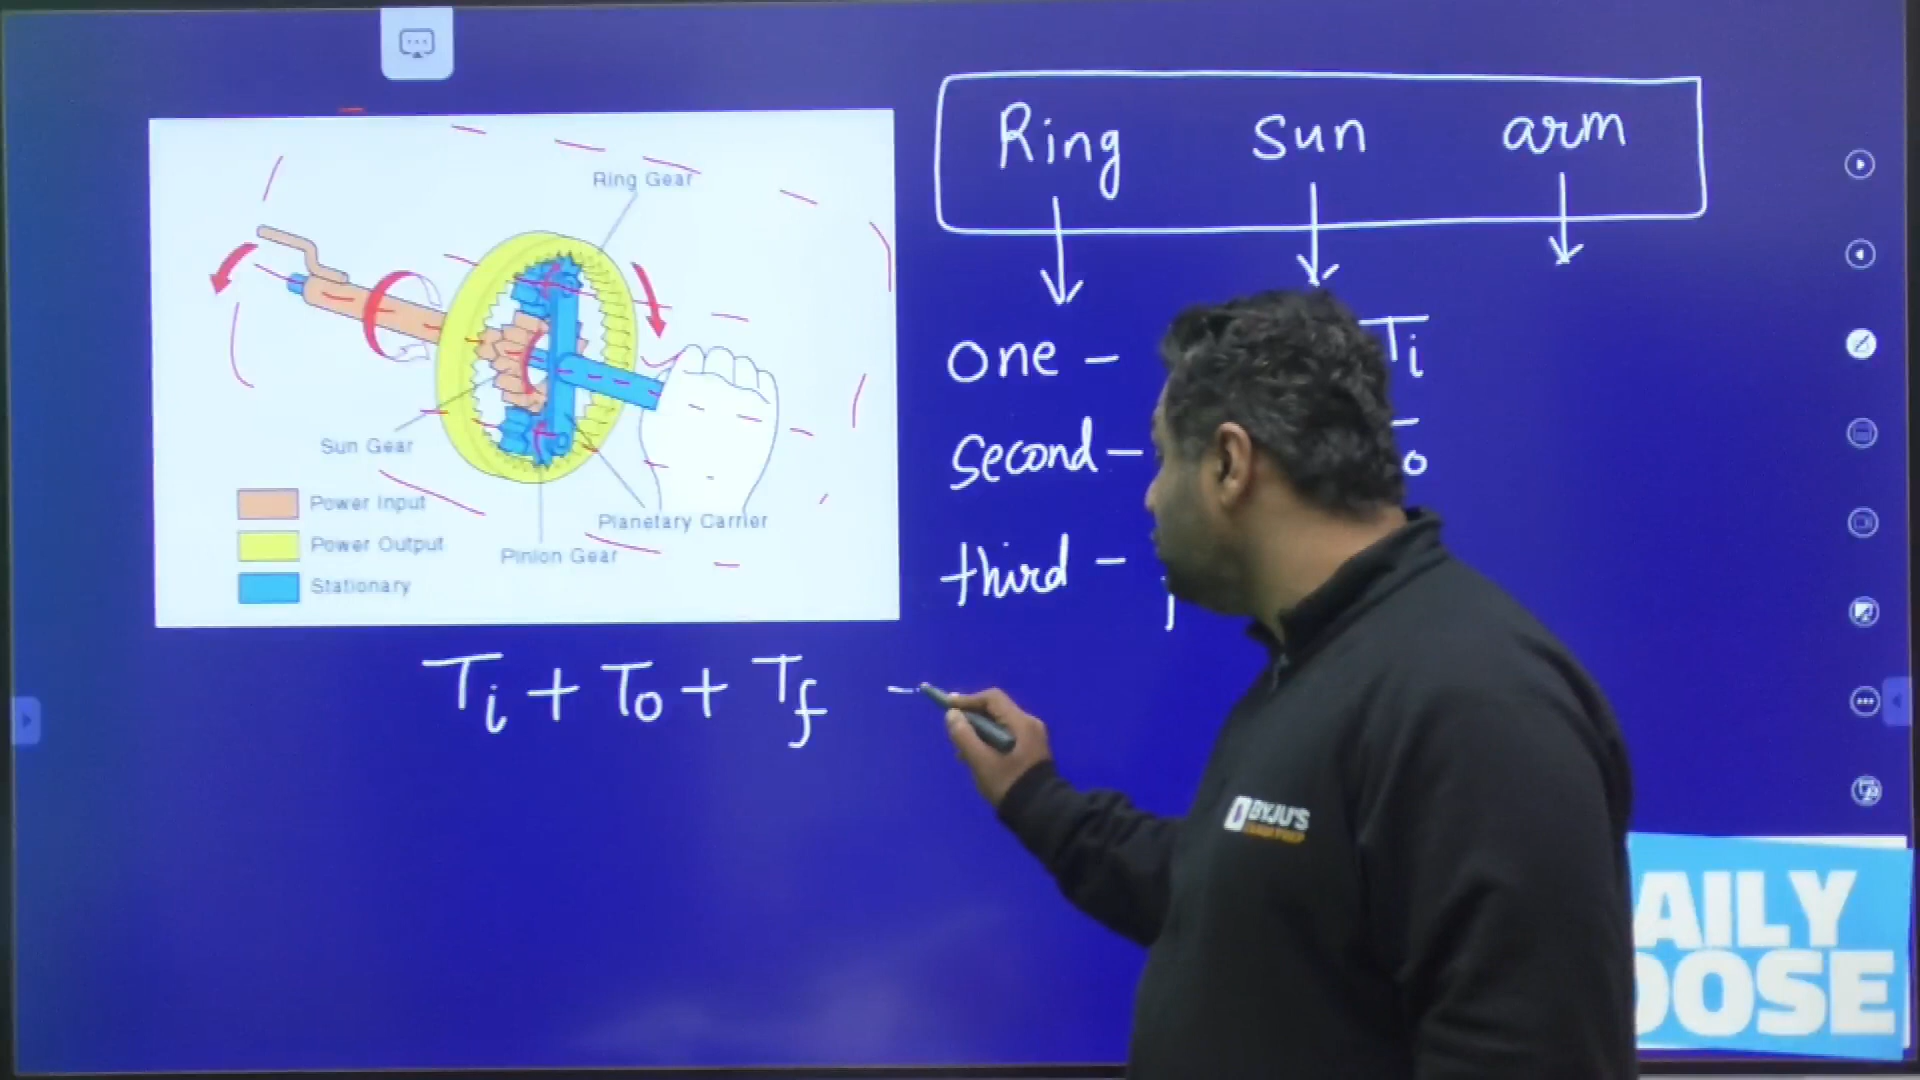 Ring Sun arm
Ring Gear
one - Ti
Sun Gear
second - o
Power Input
Planetary Carrier
Power Output
Pinion Gear
third - i
Stationary
Ti + To + Tf -
BYJU'S
AILY
OSE